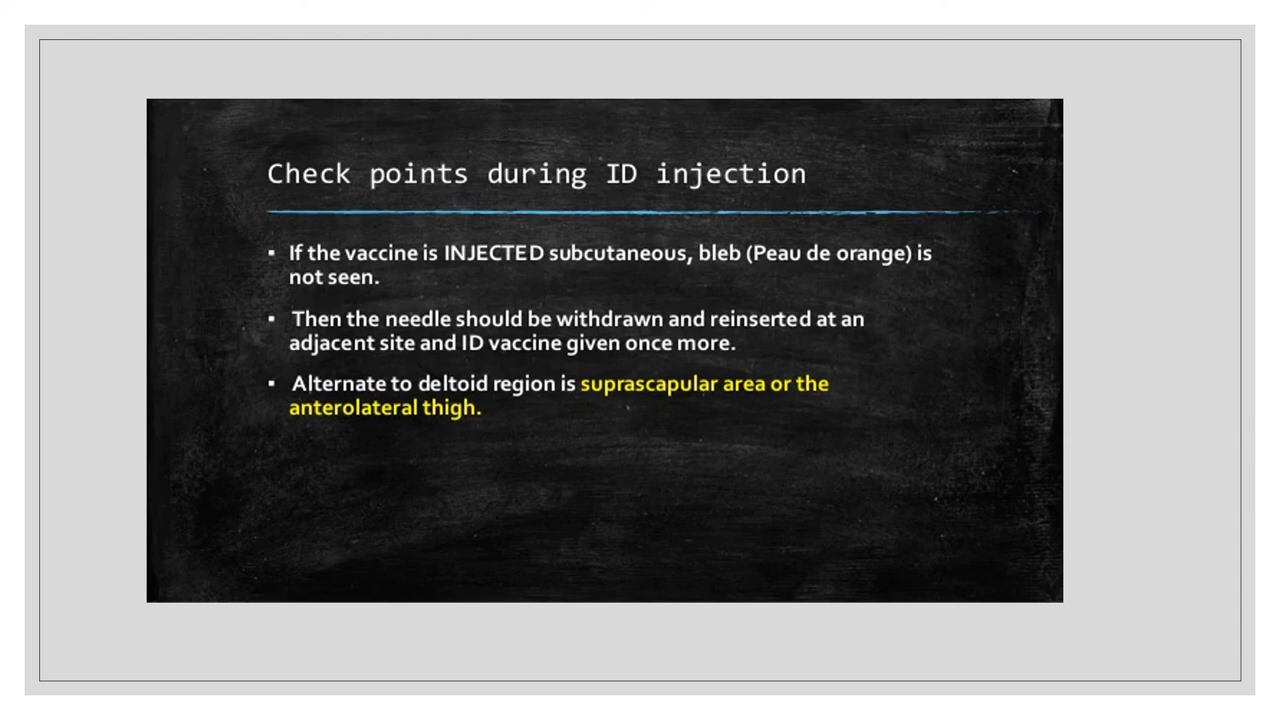 Check points during ID injection
▪ If the vaccine is INJECTED subcutaneous, bleb (Peau de orange) is
not seen.
▪ Then the needle should be withdrawn and reinserted at an
adjacent site and ID vaccine given once more.
▪ Alternate to deltoid region is suprascapular area or the
anterolateral thigh.